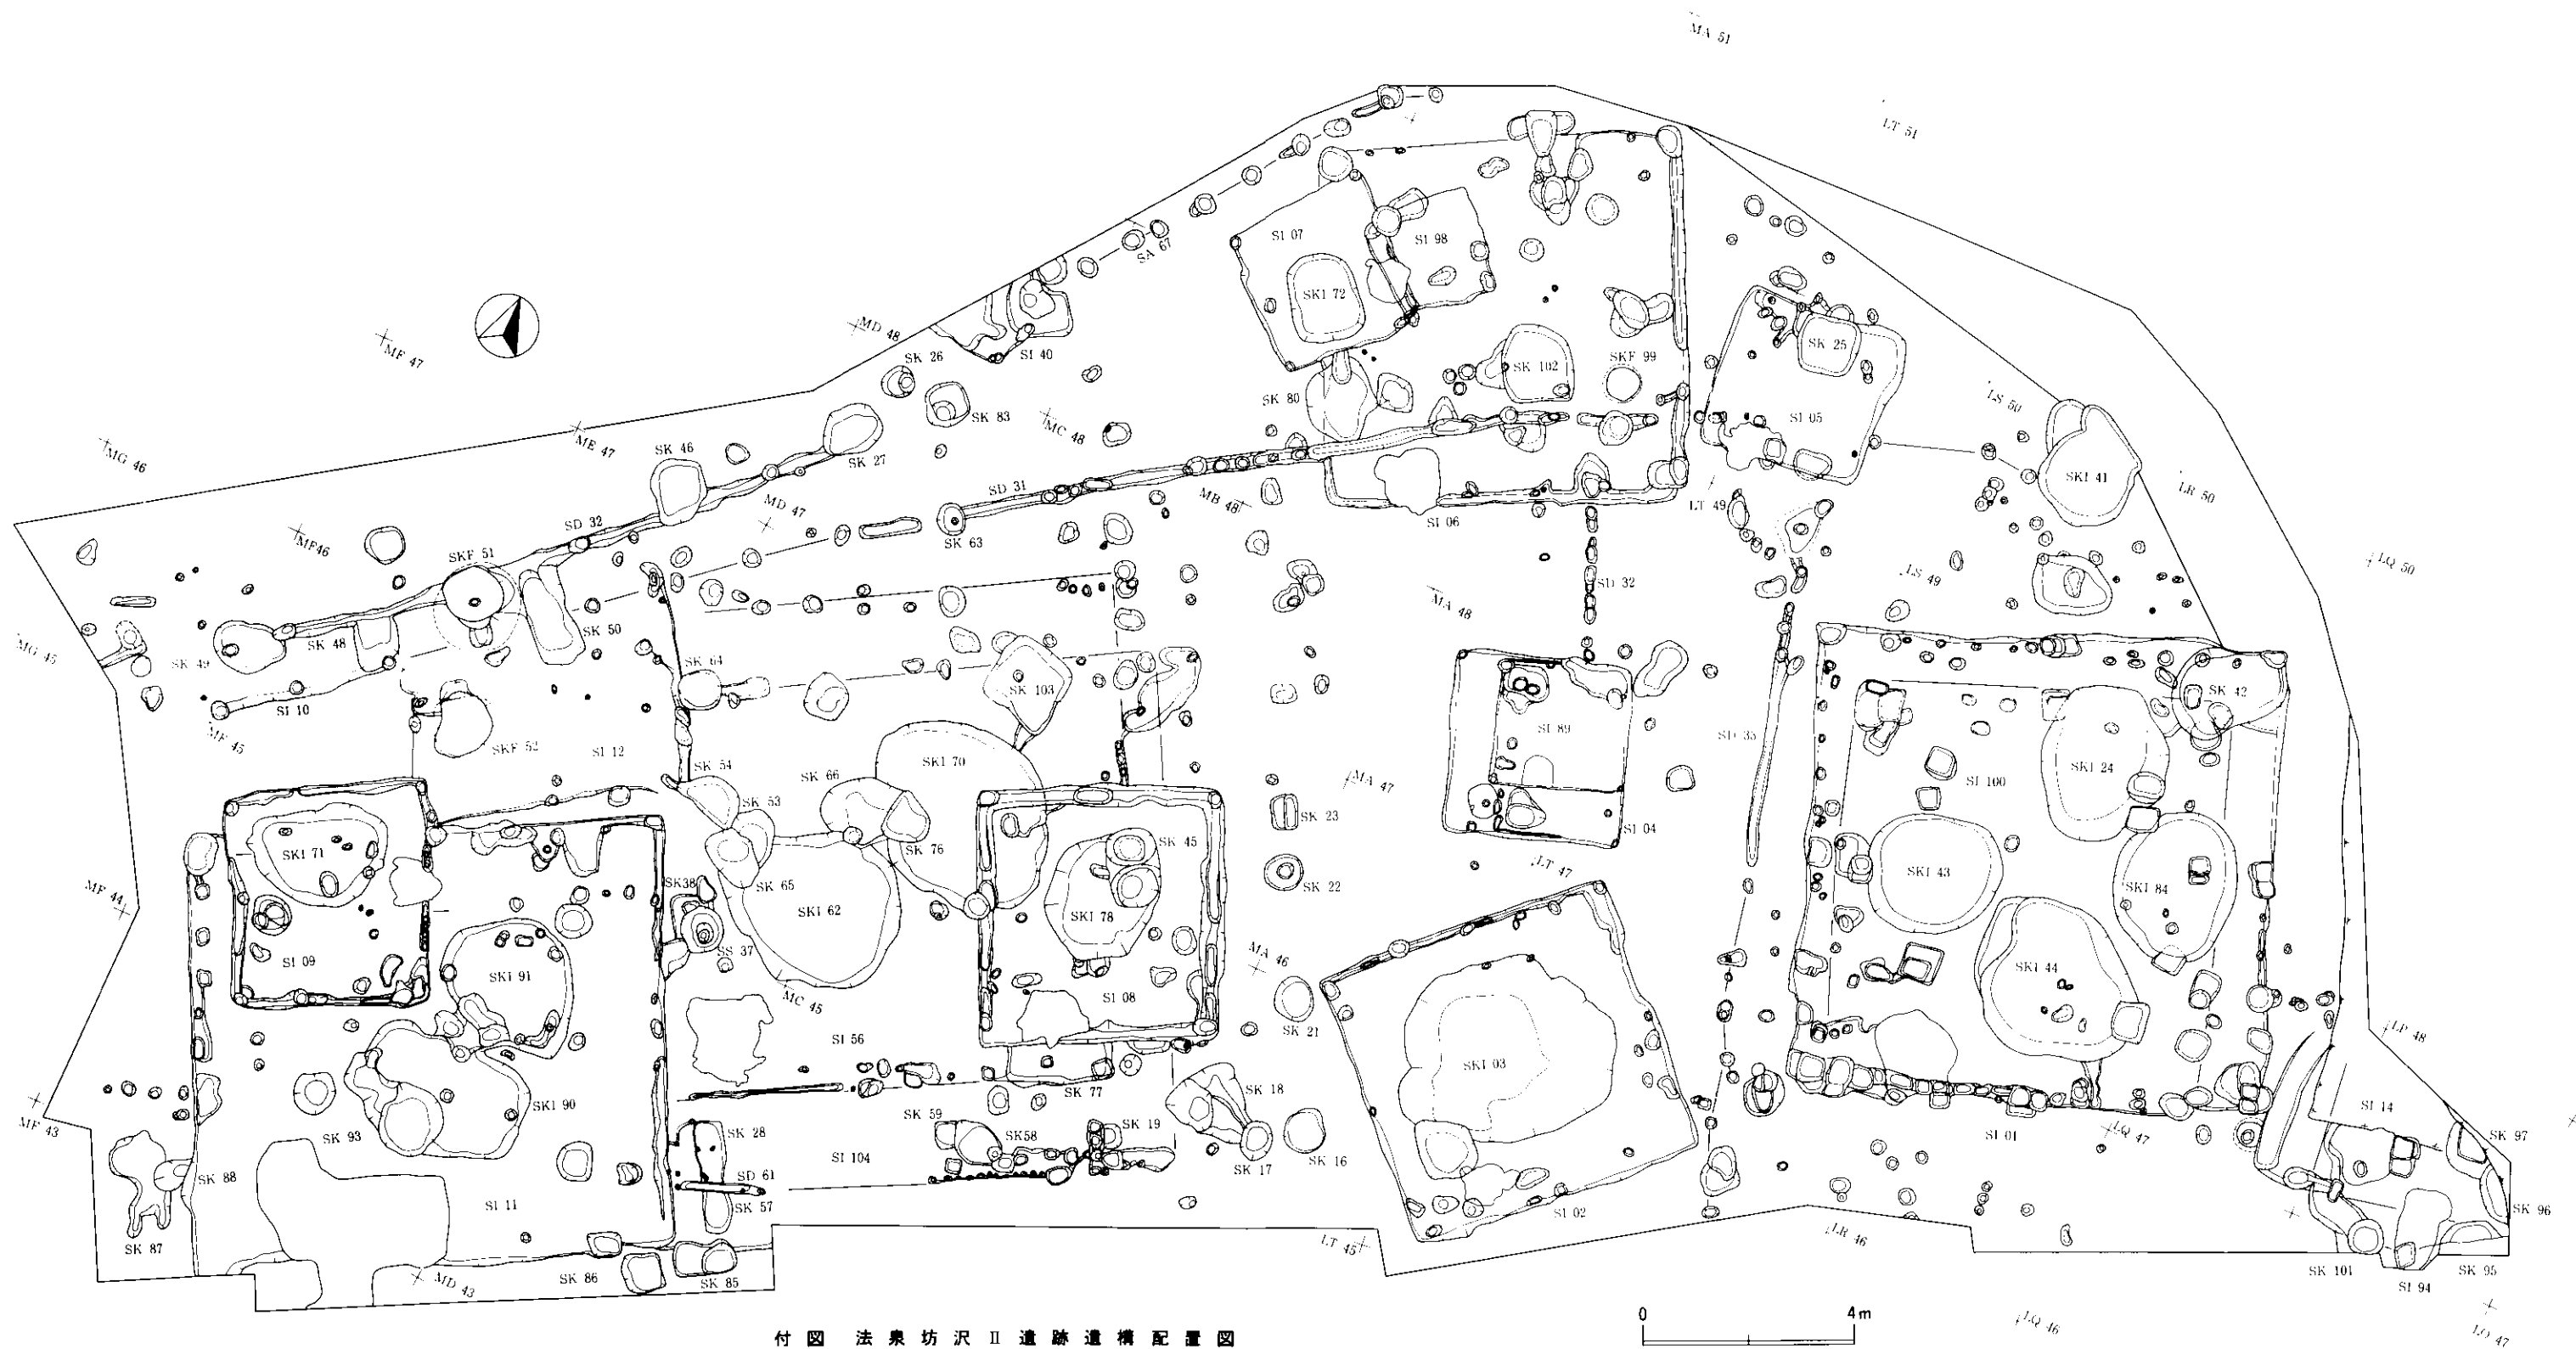 MA 51
LT 51
SA 67
SI 07
SI 98
SKI 72
MD 48
SI 40
SK 26
SK 83
MF 47
SK 102
SKF 99
SK 25
SK 80
SI 05
LS 50
MC 48
ME 47
MG 46
SK 46
SK 27
SKI 41
LR 50
SD 31
MD 47
MB 48
LT 49
SI 06
SD 32
SK 63
MF46
SKF 51
LQ 50
LS 49
SD 32
MA 48
SK 50
SK 48
SK 49
MG 45
SK 64
SK 103
SK 42
SI 10
MF 45
SKF 52
SI 12
SI 89
SD 33
SKI 70
SK 54
SK 66
SKI 24
SI 100
MA 47
SK 53
SK 23
SI 04
SK 45
SK 76
SKI 71
LT 47
SKI 43
SK38
SK 65
SK 22
SKI 84
MF 44
SKI 62
SKI 78
SS 37
MA 46
SI 09
SKI 91
SKI 44
MC 45
SI 08
SK 21
LP 48
SI 56
SKI 03
SK 77
SK 18
SKI 90
SK 59
SI 14
MF 43
SK 93
SK 28
SK58
SK 19
SI 01
LQ 47
SK 97
SI 104
SK 17
SK 16
SK 88
SD 61
SK 57
SI 11
SI 02
SK 96
LR 46
LT 45
SK 87
SK 86
SK 85
MD 43
SK 101
SK 95
SI 94
0 4m
LQ 46
LO 47
付図 法泉坊沢Ⅱ遺跡遺構配置図